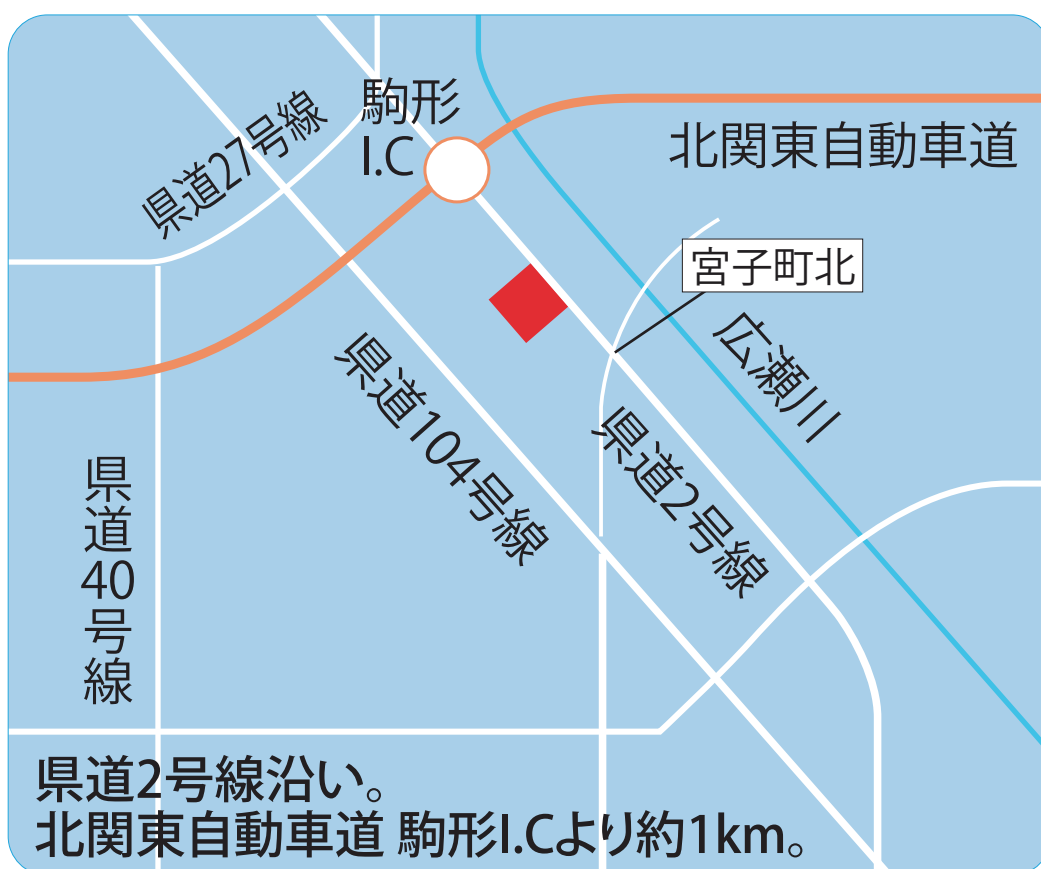 駒形
I.C
県道27号線
北関東自動車道
宮子町北
広瀬川
県道104号線
県道2号線
県道40号線
県道2号線沿い。
北関東自動車道 駒形I.Cより約1km。